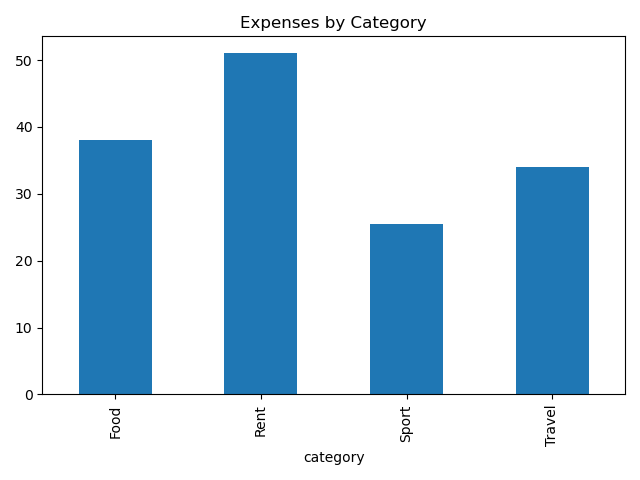 Expenses by Category
50
40
30
20
10
0
Food
Rent
Sport
Travel
category